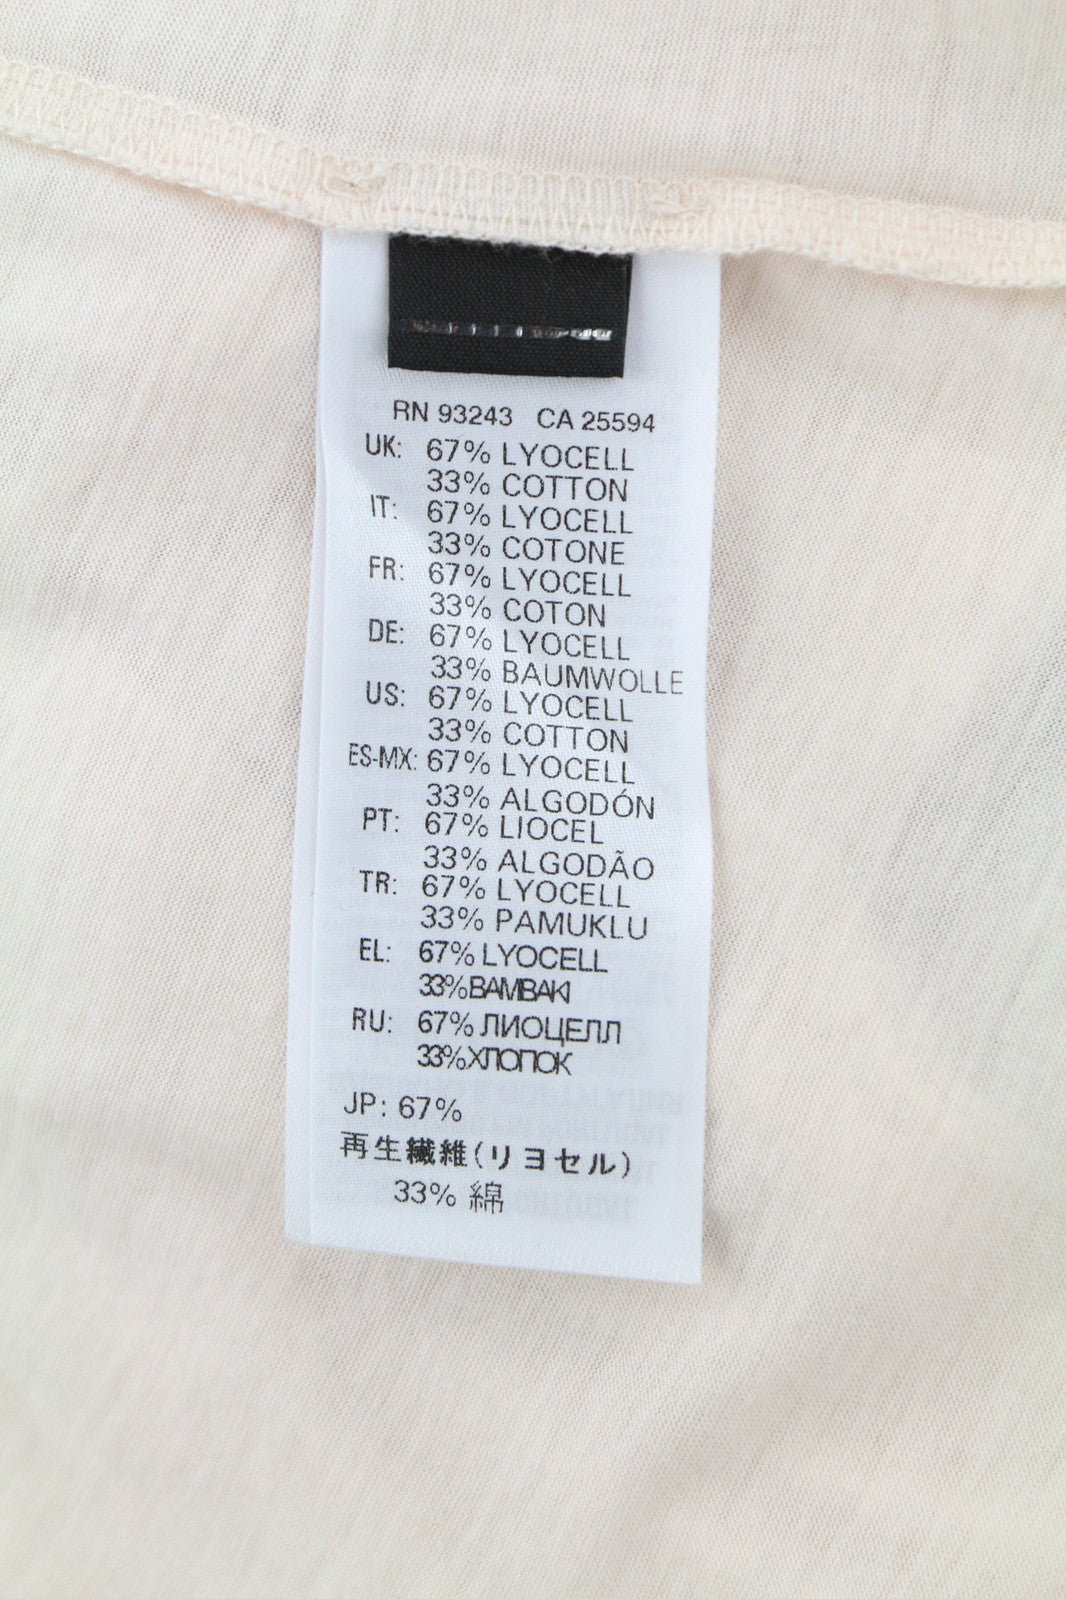 RN 93243 CA 25594
UK: 67% LYOCELL
33% COTTON
IT: 67% LYOCELL
33% COTONE
FR: 67% LYOCELL
33% COTON
DE: 67% LYOCELL
33% BAUMWOLLE
US: 67% LYOCELL
33% COTTON
ES-MX: 67% LYOCELL
33% ALGODÓN
PT: 67% LIOCEL
33% ALGODÃO
TR: 67% LYOCELL
33% PAMUKLU
EL: 67% LYOCELL
33% ΒΑΜΒΑΚΙ
RU: 67% ЛИОЦЕЛЛ
33% ХЛОПОК
JP: 67%
再生繊維(リヨセル)
33% 綿